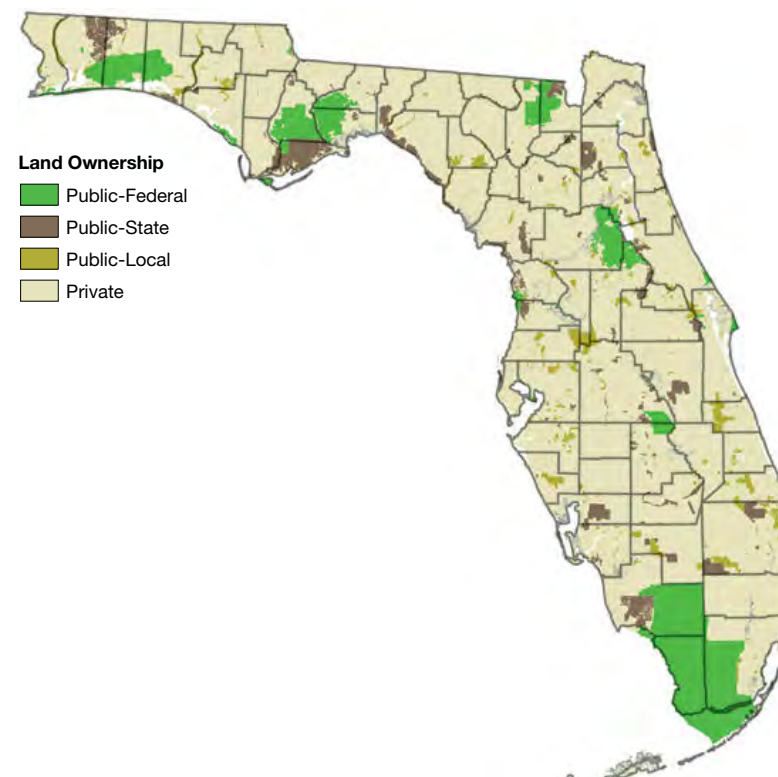 Land Ownership
Public-Federal
Public-State
Public-Local
Private